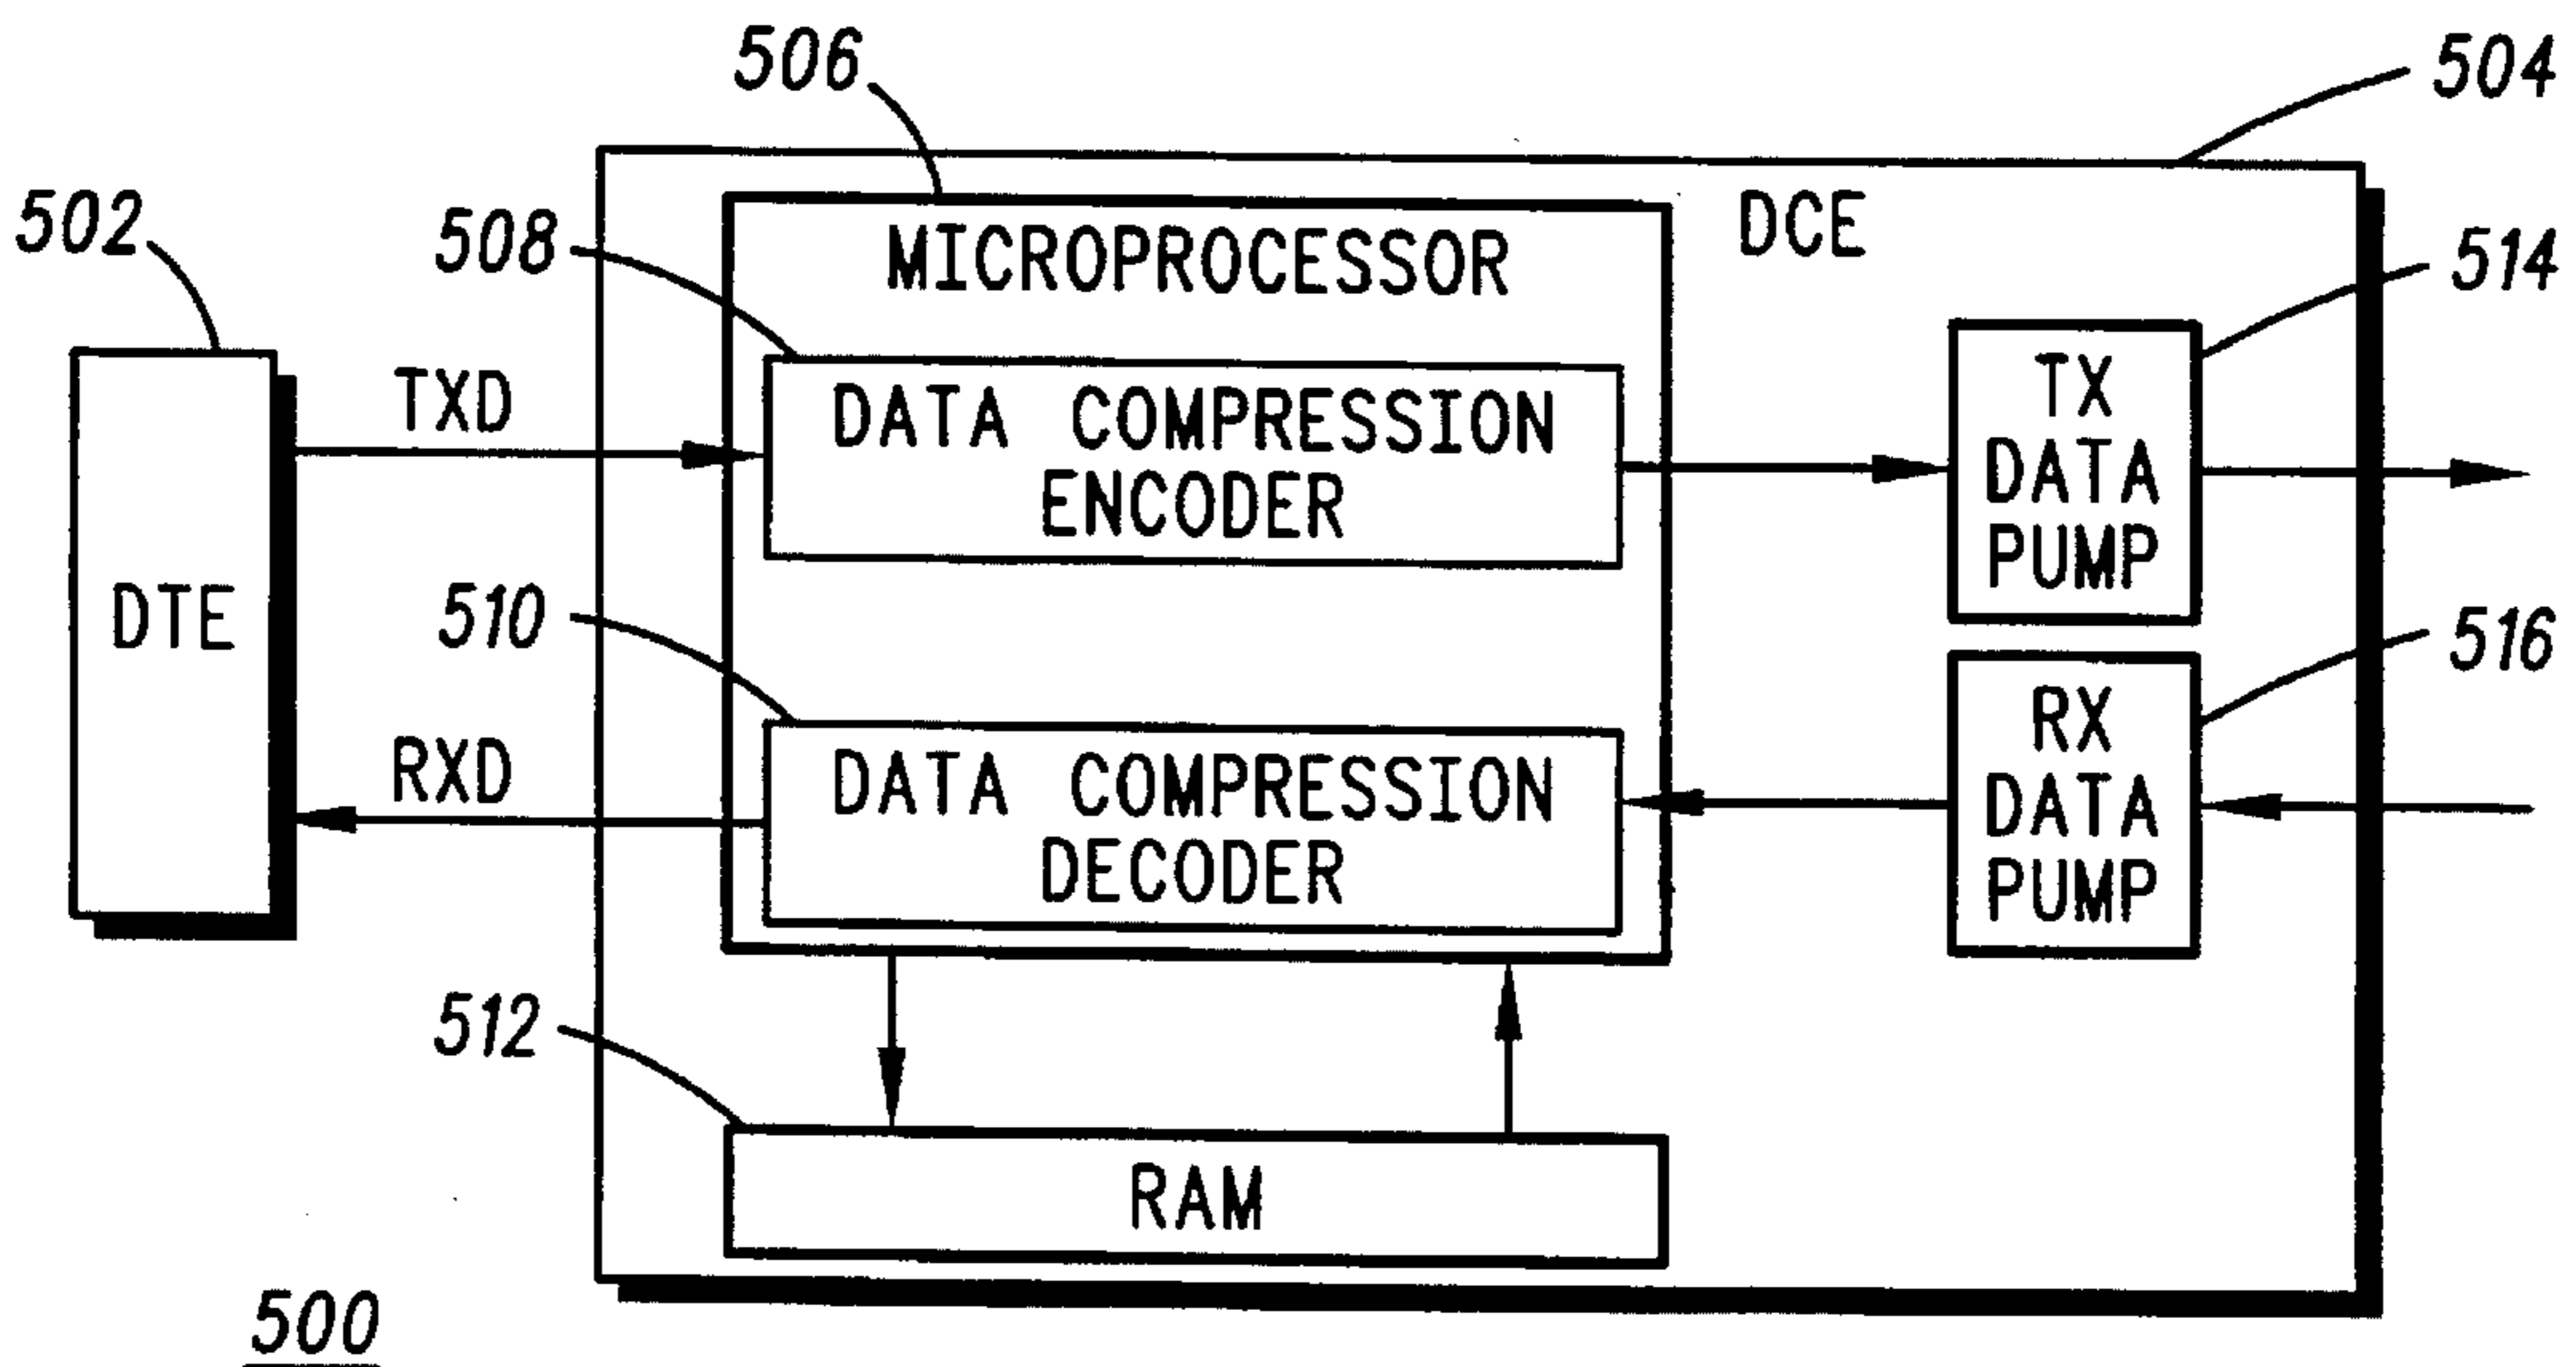 506
504
502
508
MICROPROCESSOR
DCE
514
TXD
DATA COMPRESSION
ENCODER
TX
DATA
PUMP
DTE
510
516
RXD
DATA COMPRESSION
DECODER
RX
DATA
PUMP
512
RAM
500